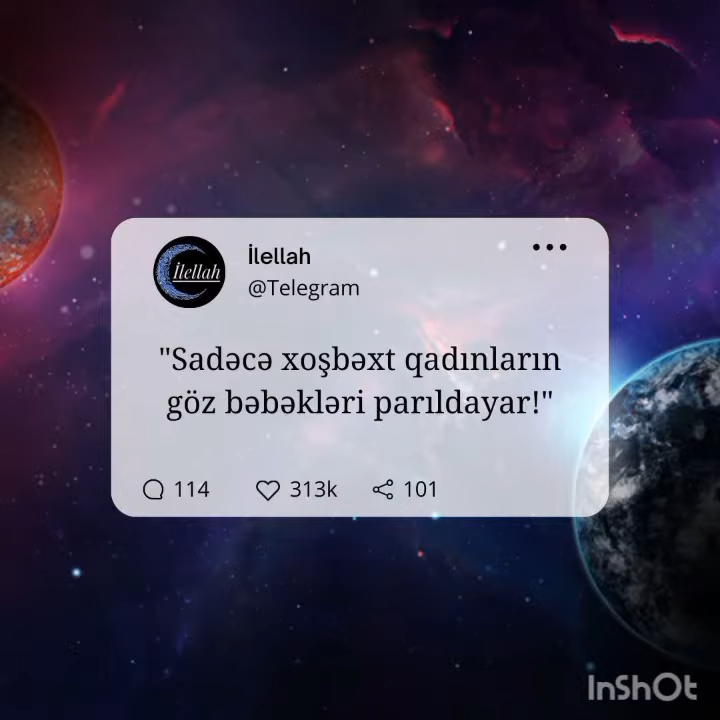 İlellah
İlellah
@Telegram
"Sadəcə xoşbəxt qadınların
göz bəbəkləri parıldayar!"
114 313k 101
InShOt